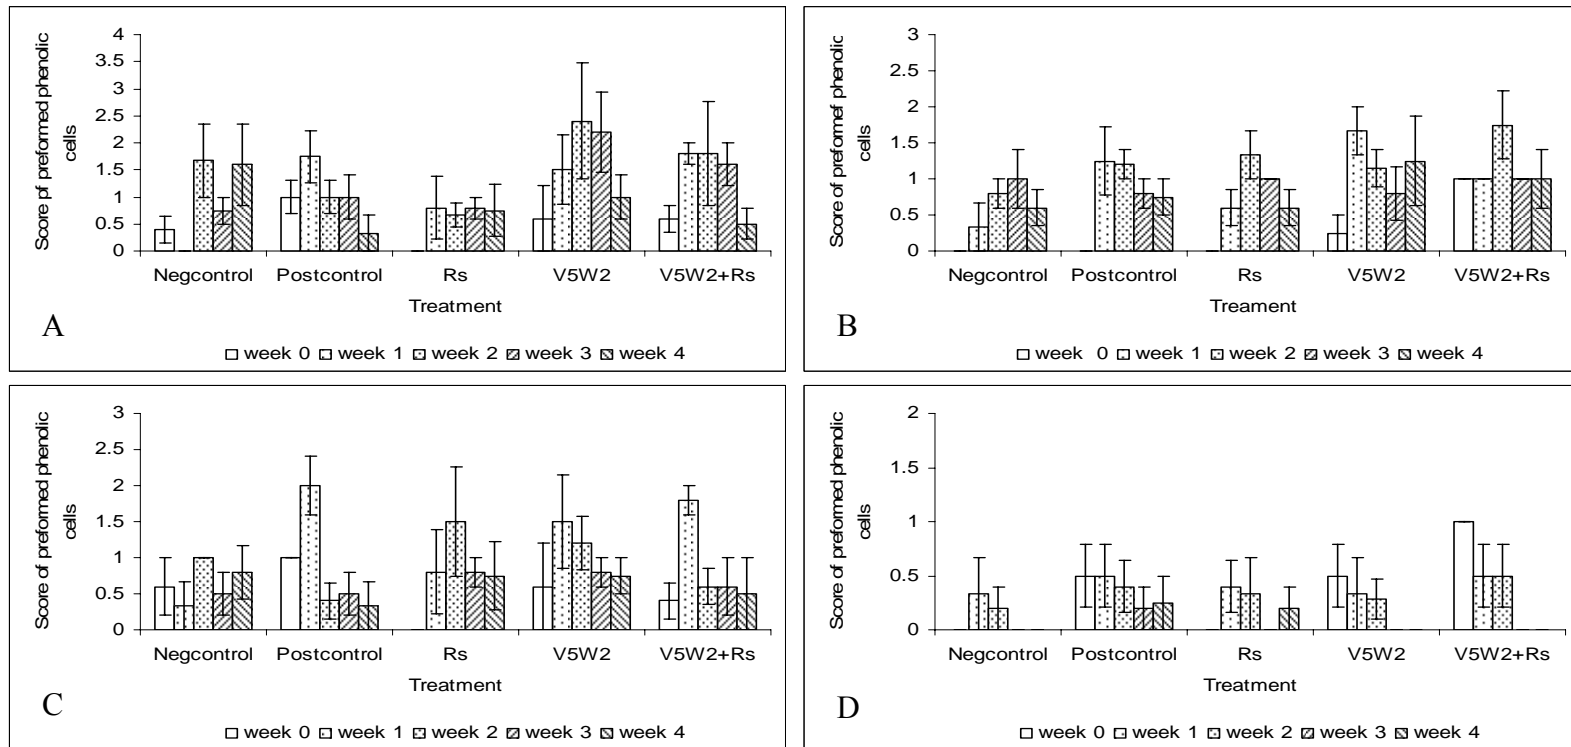 Score pf preformed phenolic
cells
4
3.5
3
2.5
2
1.5
1
0.5
0
Negcontrol Postcontrol Rs V5W2 V5W2+Rs
Treatment
A
week 0 week 1 week 2 week 3 week 4
Score of preformef phenolic
cells
3
2.5
2
1.5
1
0.5
0
Negcontrol Postcontrol Rs V5W2 V5W2+Rs
Treament
B
week 0 week 1 week 2 week 3 week 4
Score of preformed phenolic
cells
3
2.5
2
1.5
1
0.5
0
Negcontrol Postcontrol Rs V5W2 V5W2+Rs
Treatment
C
week 0 week 1 week 2 week 3 week 4
Score of preformed phenolic
cells
2
1.5
1
0.5
0
Negcontrol Postcontrol Rs V5W2 V5W2+Rs
Treatment
D
week 0 week 1 week 2 week 3 week 4